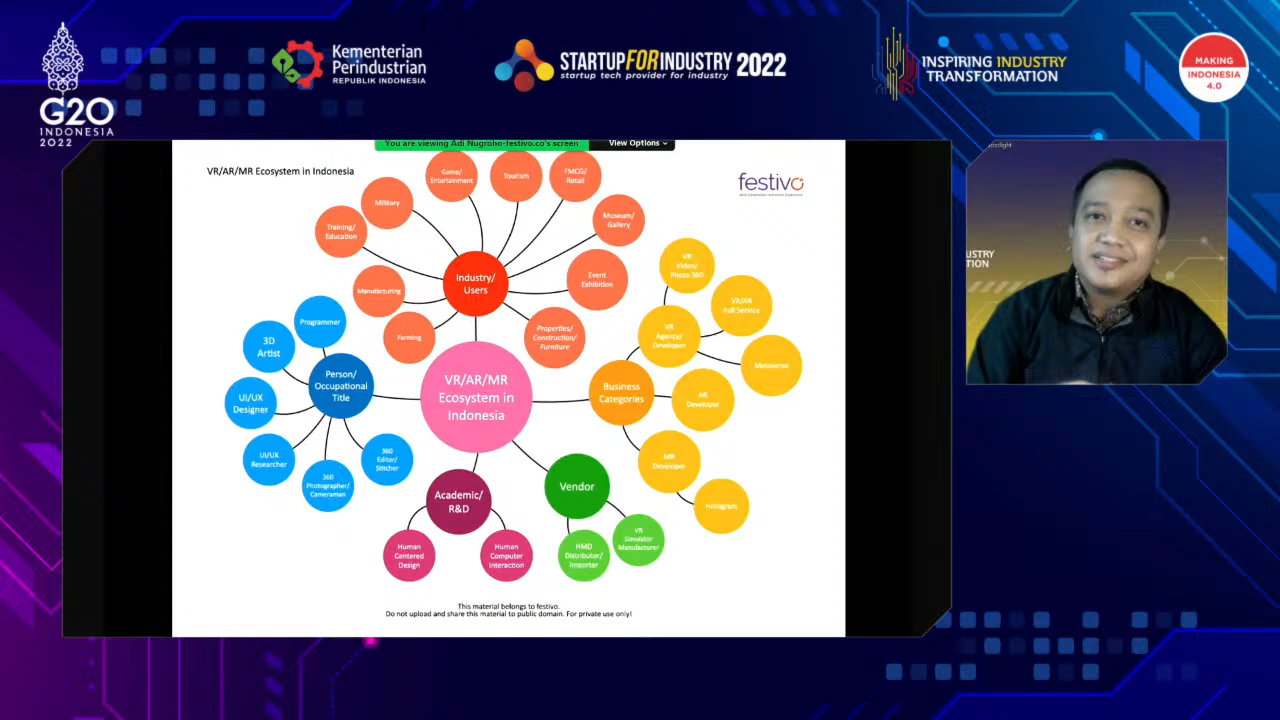 G20
INDONESIA
2022
Kementerian
Perindustrian
REPUBLIK INDONESIA
STARTUPFORINDUSTRY 2022
startup tech provider for industry
INSPIRING INDUSTRY
TRANSFORMATION
MAKING
INDONESIA
4.0
You are viewing Adi Nugroho-festivo.co's screen
View Options
VR/AR/MR Ecosystem in Indonesia
festivo
Game/
Entertainment
Tourism
FMCG/
Retail
Military
Museum/
Gallery
Training/
Education
Industry/
Users
Event
Exhibition
Manufacturing
Farming
Properties/
Construction/
Furniture
VR
Video/
Photo 360
VR/AR
Full Service
VR
Agency/
Developer
Metaverse
Business
Categories
AR
Developer
MR
Developer
Hologram
Programmer
3D
Artist
Person/
Occupational
Title
UI/UX
Designer
UI/UX
Researcher
360
Photographer/
Cameraman
360
Editor/
Stitcher
VR/AR/MR
Ecosystem in
Indonesia
Academic/
R&D
Human
Centered
Design
Human
Computer
Interaction
Vendor
HMD
Distributor/
Importer
VR
Simulator
Manufacturer
This material belongs to festivo.
Do not upload and share this material to public domain. For private use only!
USTRY
TION